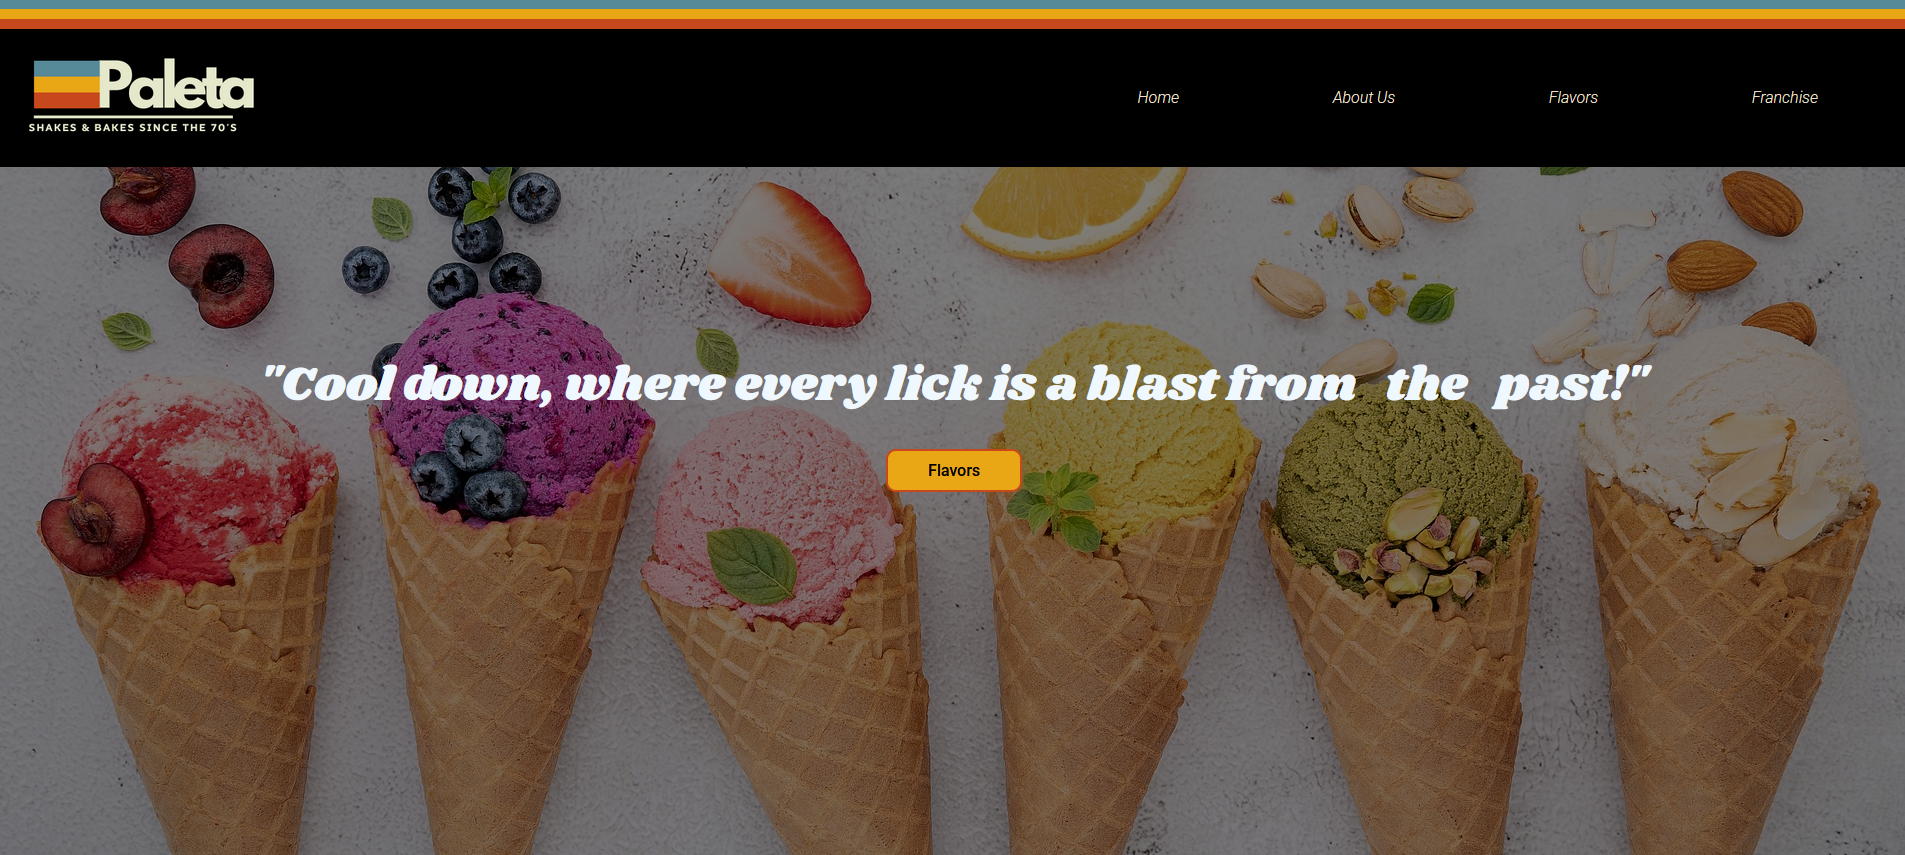 Paleta
SHAKES & BAKES SINCE THE 70'S
Home About Us Flavors Franchise
"Cool down, where every lick is a blast from the past!"
Flavors